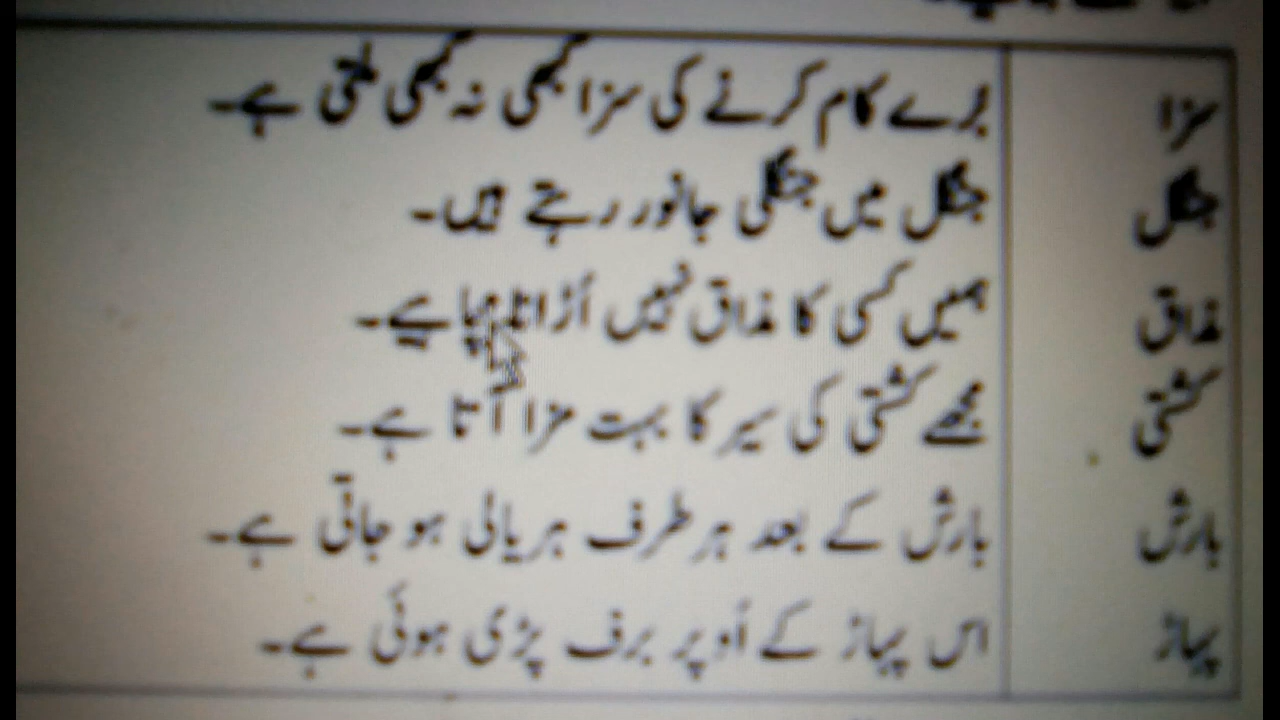 سزا برے کام کرنے کی سزا کبھی نہ کبھی ملتی ہے۔
جنگل جنگل میں جنگلی جانور رہتے ہیں۔
مذاق ہمیں کسی کا مذاق نہیں اُڑانا چاہیے۔
کشتی مجھے کشتی کی سیر کا بہت مزا آتا ہے۔
بارش بارش کے بعد ہر طرف ہریالی ہو جاتی ہے۔
پہاڑ اس پہاڑ کے اُوپر برف پڑی ہوئی ہے۔